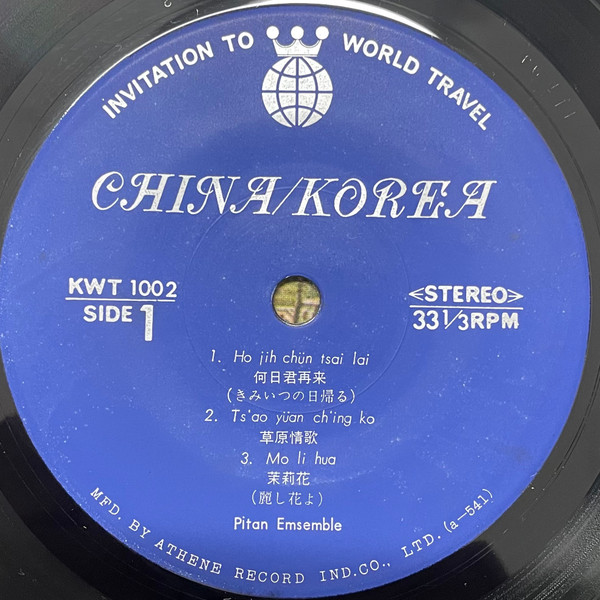 INVITATION TO WORLD TRAVEL
CHINA/KOREA
KWT 1002
SIDE 1
<STEREO>
33 1/3 RPM
1. Ho jih chün tsai lai
何日君再来
(きみいつの日帰る)
2. Ts'ao yüan ch'ing ko
草原情歌
3. Mo li hua
茉莉花
(麗し花よ)
Pitan Emsemble
MFD. BY ATHENE RECORD IND.CO., LTD. (a-541)